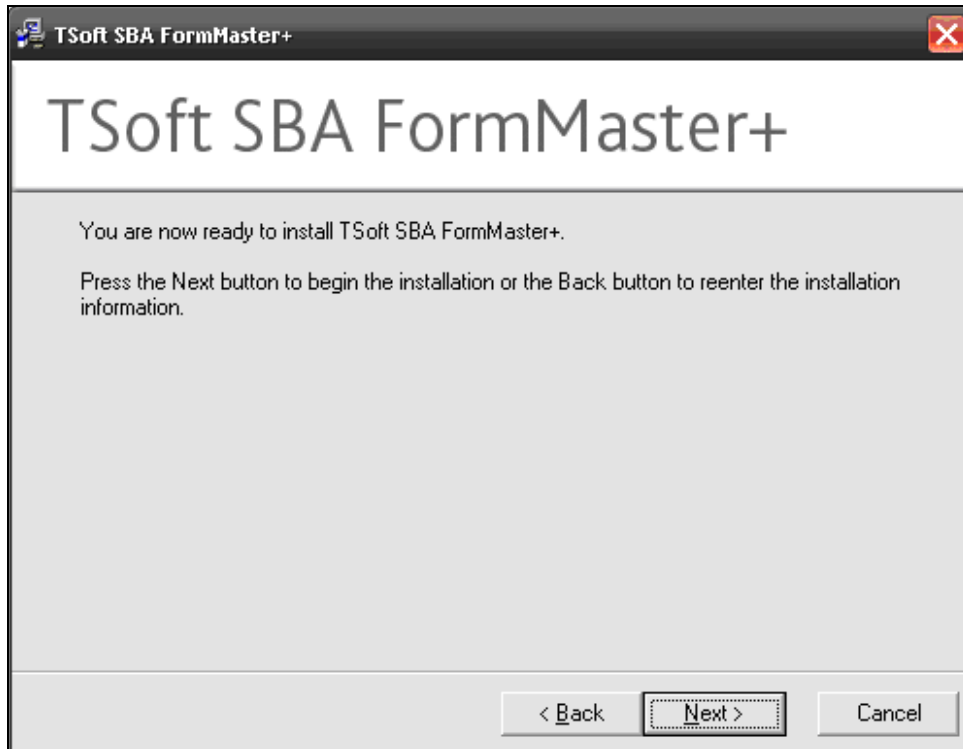 TSoft SBA FormMaster+
TSoft SBA FormMaster+
You are now ready to install TSoft SBA FormMaster+.
Press the Next button to begin the installation or the Back button to reenter the installation
information.
< Back
Next >
Cancel